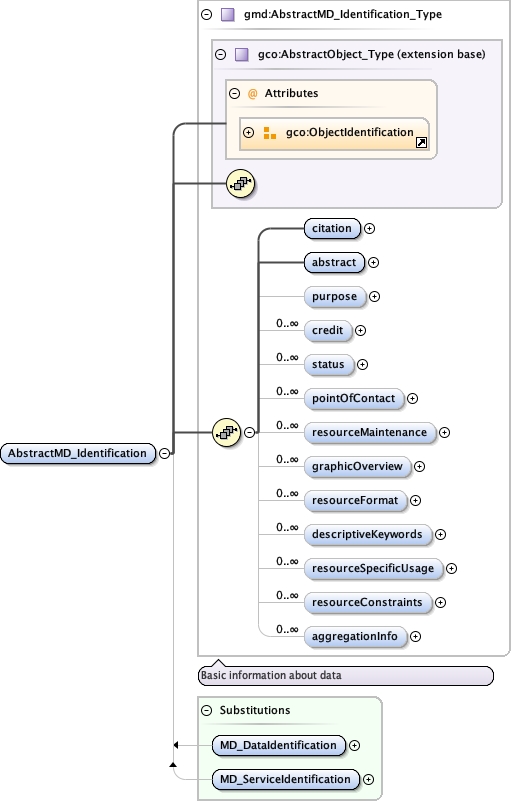 gmd:AbstractMD_Identification_Type
gco:AbstractObject_Type (extension base)
@ Attributes
gco:ObjectIdentification
citation
abstract
purpose
0..∞ credit
0..∞ status
0..∞ pointOfContact
0..∞ resourceMaintenance
0..∞ graphicOverview
0..∞ resourceFormat
0..∞ descriptiveKeywords
0..∞ resourceSpecificUsage
0..∞ resourceConstraints
0..∞ aggregationInfo
AbstractMD_Identification
Basic information about data
Substitutions
MD_DataIdentification
MD_ServiceIdentification